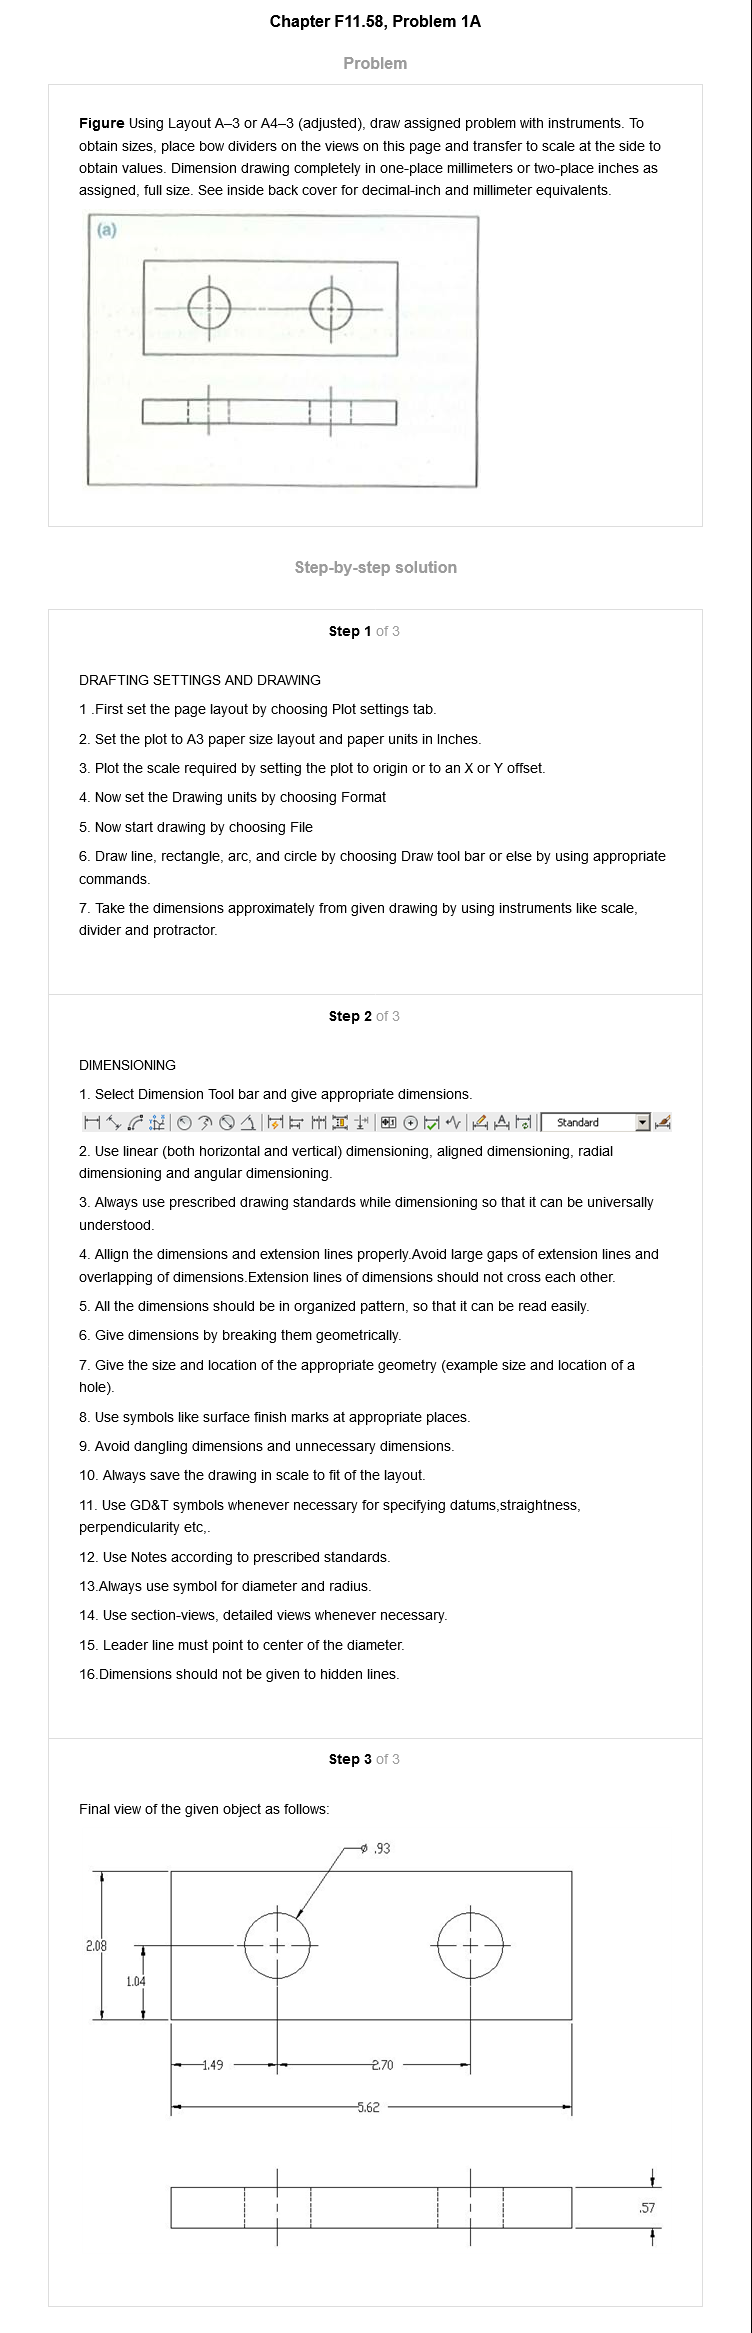 Chapter F11.58, Problem 1A
Problem
Figure Using Layout A–3 or A4–3 (adjusted), draw assigned problem with instruments. To
obtain sizes, place bow dividers on the views on this page and transfer to scale at the side to
obtain values. Dimension drawing completely in one-place millimeters or two-place inches as
assigned, full size. See inside back cover for decimal-inch and millimeter equivalents.
(a)
Step-by-step solution
Step 1 of 3
DRAFTING SETTINGS AND DRAWING
1 .First set the page layout by choosing Plot settings tab.
2. Set the plot to A3 paper size layout and paper units in Inches.
3. Plot the scale required by setting the plot to origin or to an X or Y offset.
4. Now set the Drawing units by choosing Format
5. Now start drawing by choosing File
6. Draw line, rectangle, arc, and circle by choosing Draw tool bar or else by using appropriate
commands.
7. Take the dimensions approximately from given drawing by using instruments like scale,
divider and protractor.
Step 2 of 3
DIMENSIONING
1. Select Dimension Tool bar and give appropriate dimensions.
Standard
2. Use linear (both horizontal and vertical) dimensioning, aligned dimensioning, radial
dimensioning and angular dimensioning.
3. Always use prescribed drawing standards while dimensioning so that it can be universally
understood.
4. Allign the dimensions and extension lines properly.Avoid large gaps of extension lines and
overlapping of dimensions.Extension lines of dimensions should not cross each other.
5. All the dimensions should be in organized pattern, so that it can be read easily.
6. Give dimensions by breaking them geometrically.
7. Give the size and location of the appropriate geometry (example size and location of a
hole).
8. Use symbols like surface finish marks at appropriate places.
9. Avoid dangling dimensions and unnecessary dimensions.
10. Always save the drawing in scale to fit of the layout.
11. Use GD&T symbols whenever necessary for specifying datums,straightness,
perpendicularity etc,.
12. Use Notes according to prescribed standards.
13.Always use symbol for diameter and radius.
14. Use section-views, detailed views whenever necessary.
15. Leader line must point to center of the diameter.
16.Dimensions should not be given to hidden lines.
Step 3 of 3
Final view of the given object as follows:
ø .93
2.08
1.04
1.49
2.70
5.62
.57